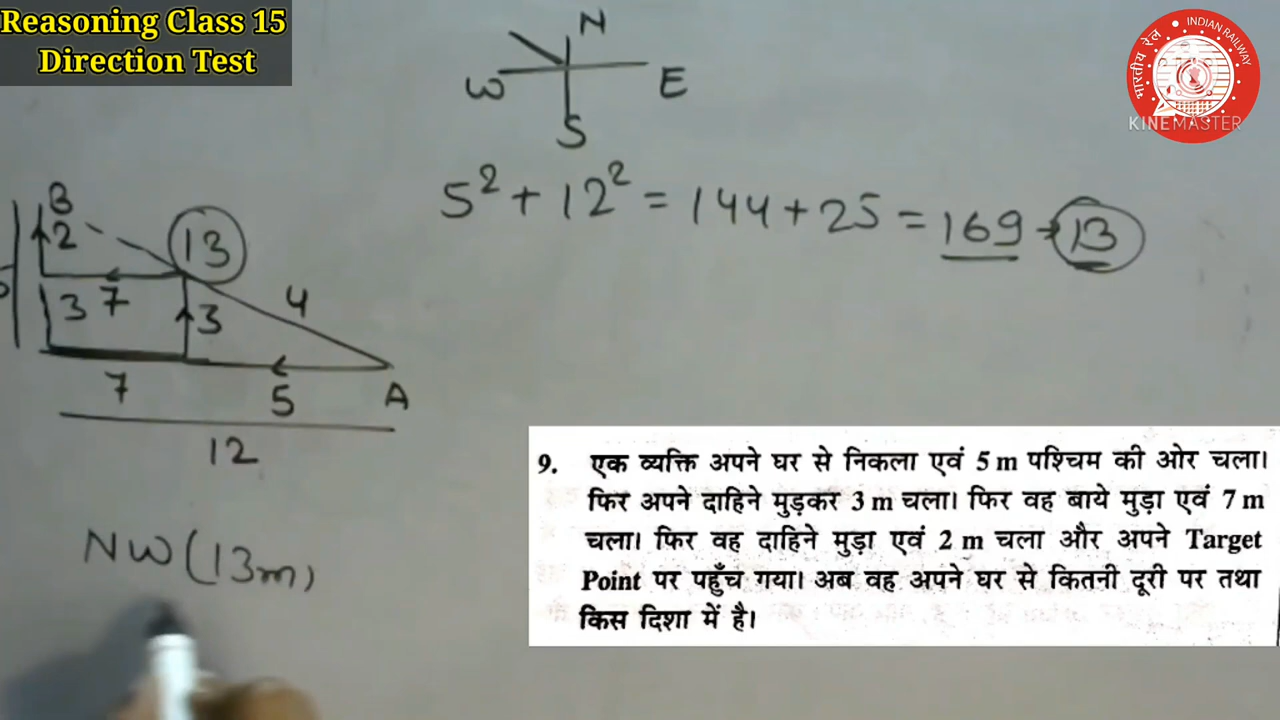 Reasoning Class 15
Direction Test
भारतीय रेल
INDIAN RAILWAY
KINEMASTER
N
W E
S
5² + 12² = 144 + 25 = 169 → 13
B
2
13
3 7
3
4
7
5
A
12
NW (13m)
9. एक व्यक्ति अपने घर से निकला एवं 5 m पश्चिम की ओर चला।
फिर अपने दाहिने मुड़कर 3 m चला। फिर वह बाये मुड़ा एवं 7 m
चला। फिर वह दाहिने मुड़ा एवं 2 m चला और अपने Target
Point पर पहुँच गया। अब वह अपने घर से कितनी दूरी पर तथा
किस दिशा में है।